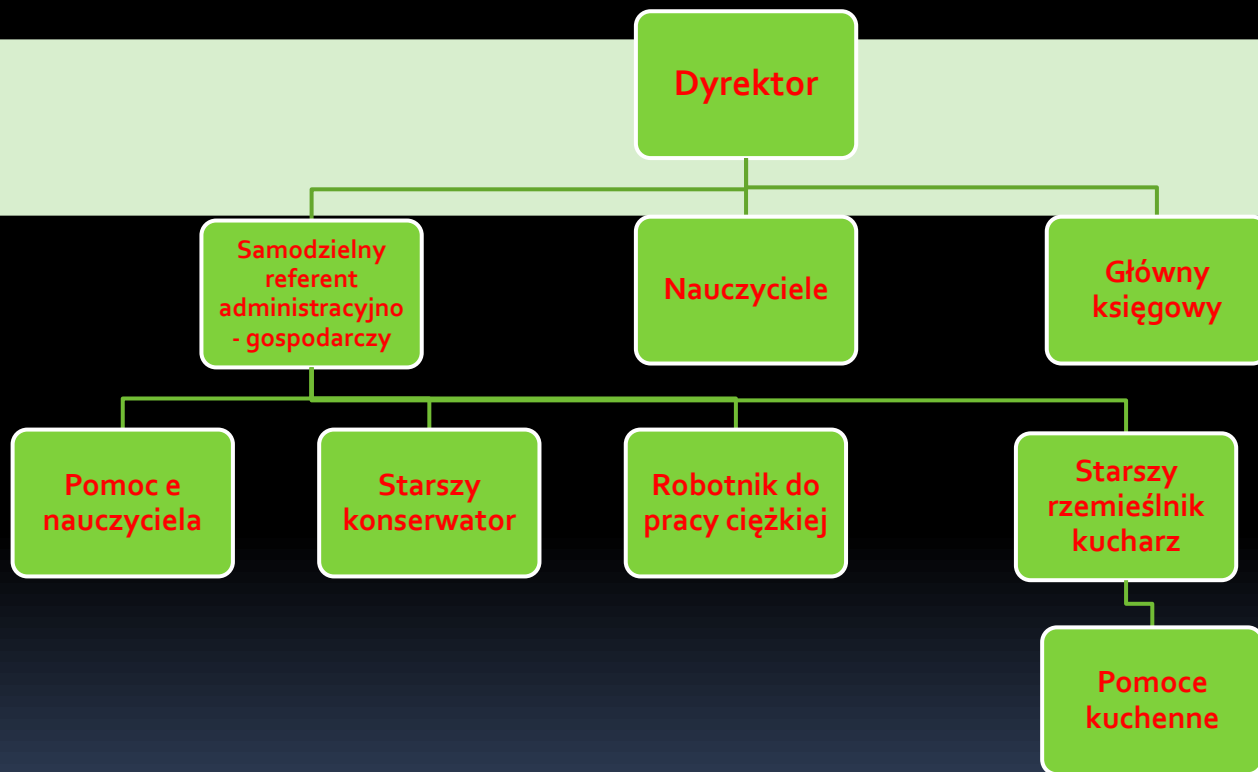 Dyrektor
Samodzielny
referent
administracyjno
- gospodarczy
Nauczyciele
Główny
księgowy
Pomoc e
nauczyciela
Starszy
konserwator
Robotnik do
pracy ciężkiej
Starszy
rzemieślnik
kucharz
Pomoce
kuchenne